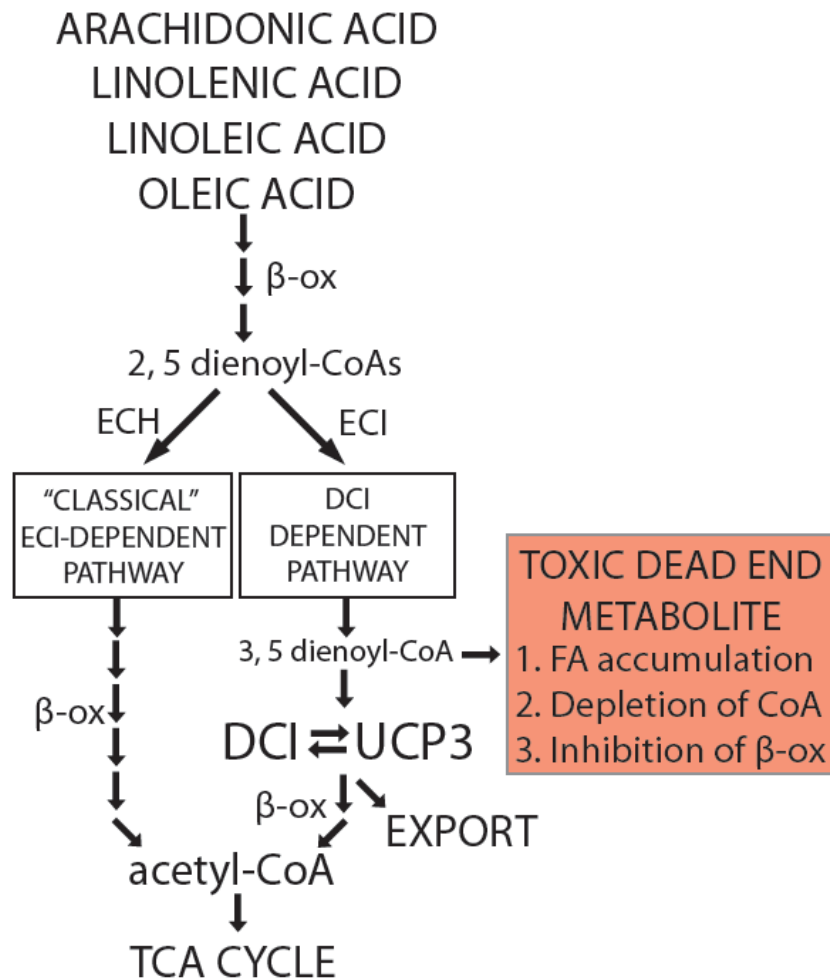 ARACHIDONIC ACID
LINOLENIC ACID
LINOLEIC ACID
OLEIC ACID
β-ox
2, 5 dienoyl-CoAs
ECH
ECI
“CLASSICAL”
ECI-DEPENDENT
PATHWAY
DCI
DEPENDENT
PATHWAY
TOXIC DEAD END
METABOLITE
1. FA accumulation
2. Depletion of CoA
3. Inhibition of β-ox
3, 5 dienoyl-CoA
β-ox
DCI UCP3
β-ox
EXPORT
acetyl-CoA
TCA CYCLE